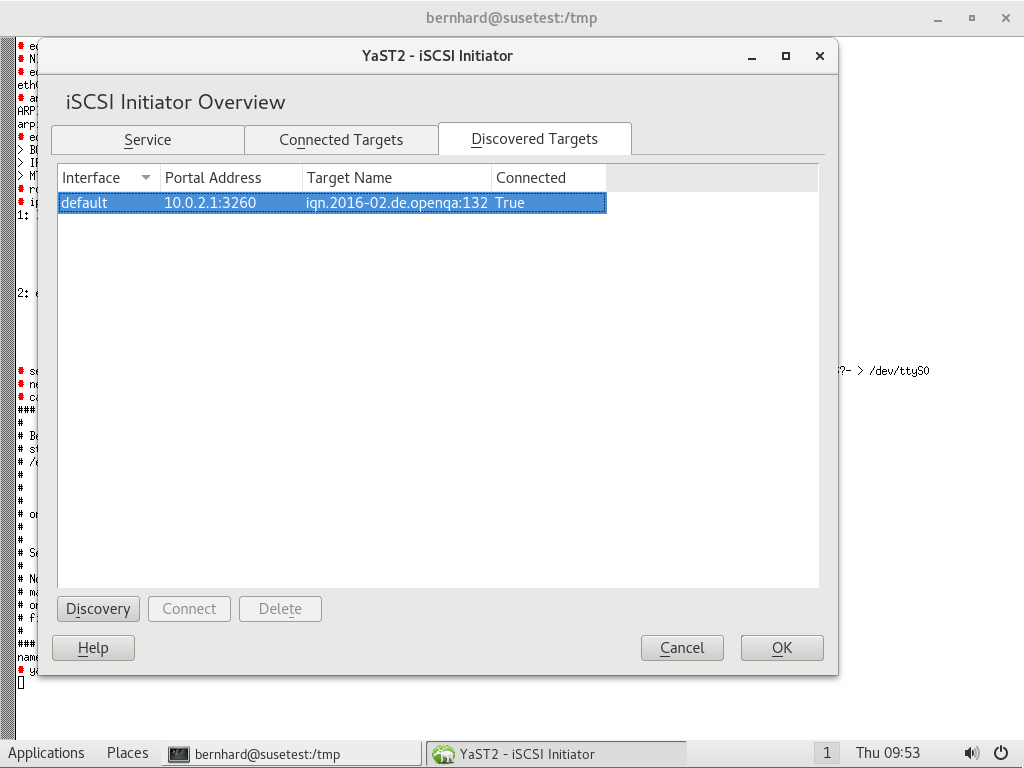 bernhard@susetest:/tmp
YaST2 - iSCSI Initiator
iSCSI Initiator Overview
Service
Connected Targets
Discovered Targets
Interface Portal Address Target Name Connected
default 10.0.2.1:3260 iqn.2016-02.de.openqa:132 True
1:
2:
?- > /dev/ttyS0
###
#
#
#
#
#
#
#
#
###
Discovery Connect Delete
Help Cancel OK
Applications Places bernhard@susetest:/tmp YaST2 - iSCSI Initiator 1 Thu 09:53